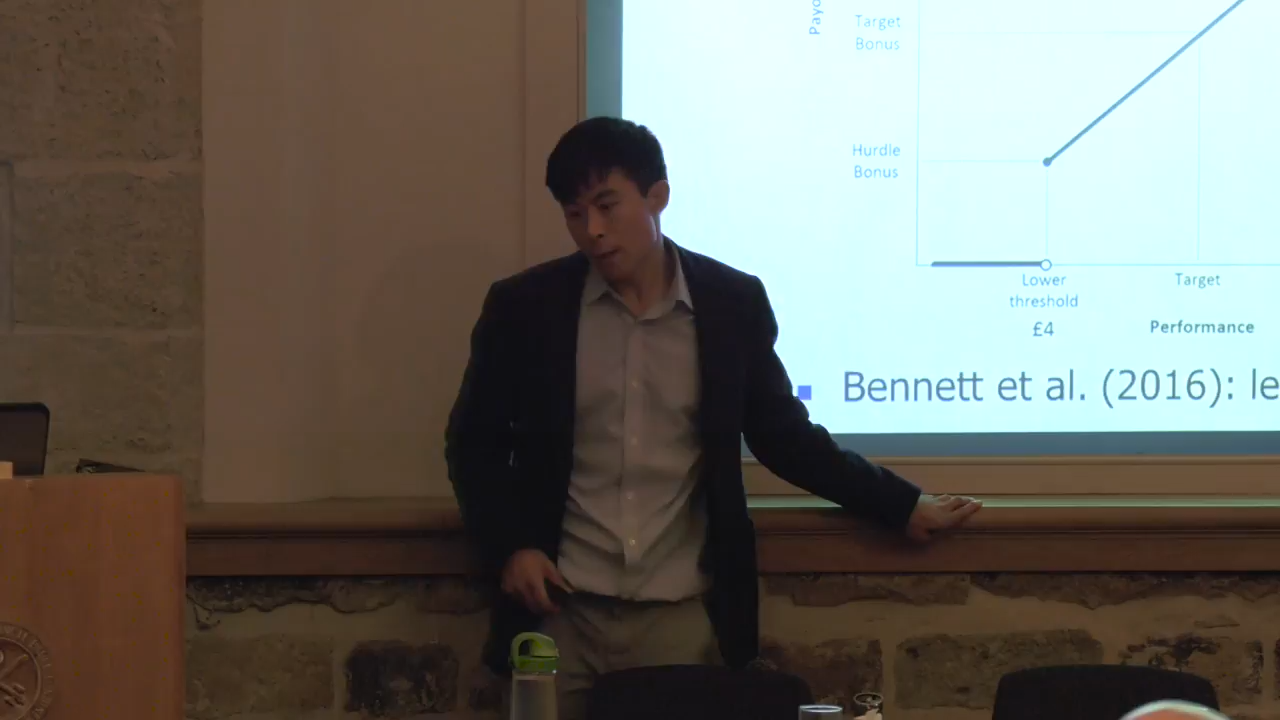 Payo
Target
Bonus
Hurdle
Bonus
Lower
threshold
Target
£4
Performance
Bennett et al. (2016): le